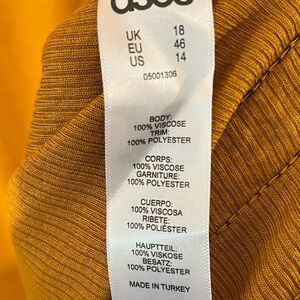 asos
UK 18
EU 46
US 14
05001306
BODY:
100% VISCOSE
TRIM:
100% POLYESTER
CORPS:
100% VISCOSE
GARNITURE:
100% POLYESTER
CUERPO:
100% VISCOSA
RIBETE:
100% POLIÉSTER
HAUPTTEIL:
100% VISKOSE
BESATZ:
100% POLYESTER
MADE IN TURKEY